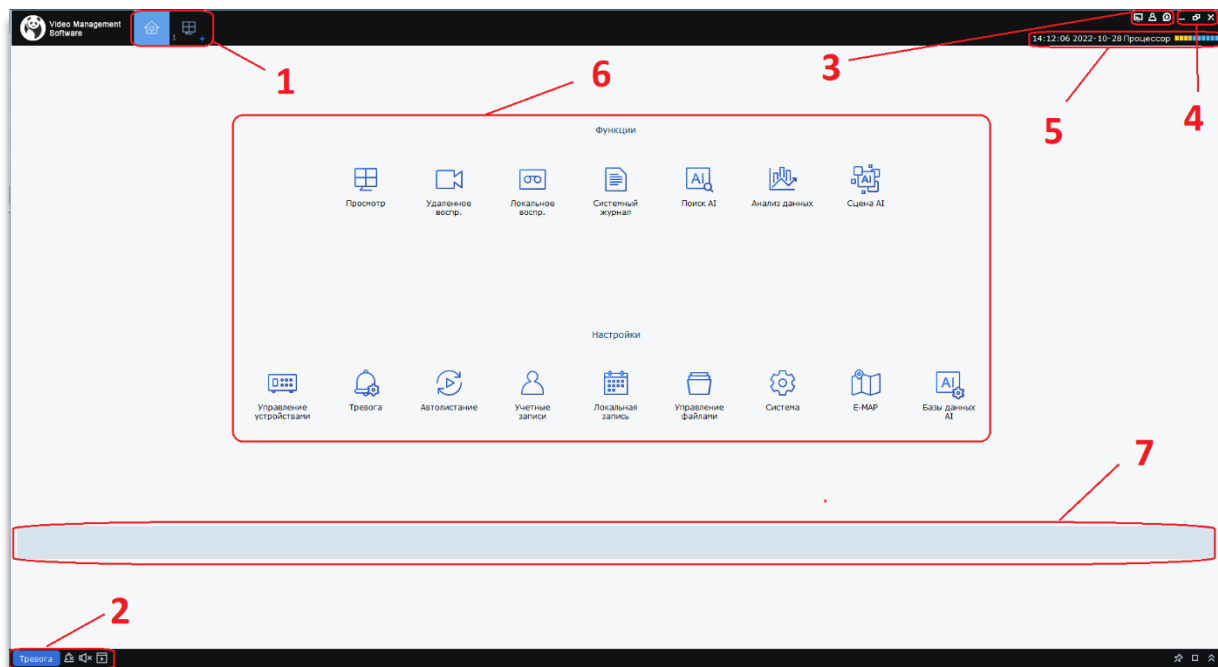 Video Management
Software
1
14:12:06 2022-10-28 Процессор
1
3
4
5
6
Функции
Просмотр
Удаленное
воспр.
Локальное
воспр.
Системный
журнал
Поиск AI
Анализ данных
Сцена AI
Настройки
Управление
устройствами
Тревога
Автолистание
Учетные
записи
Локальная
запись
Управление
файлами
Система
E-MAP
Базы данных
AI
7
2
Тревога